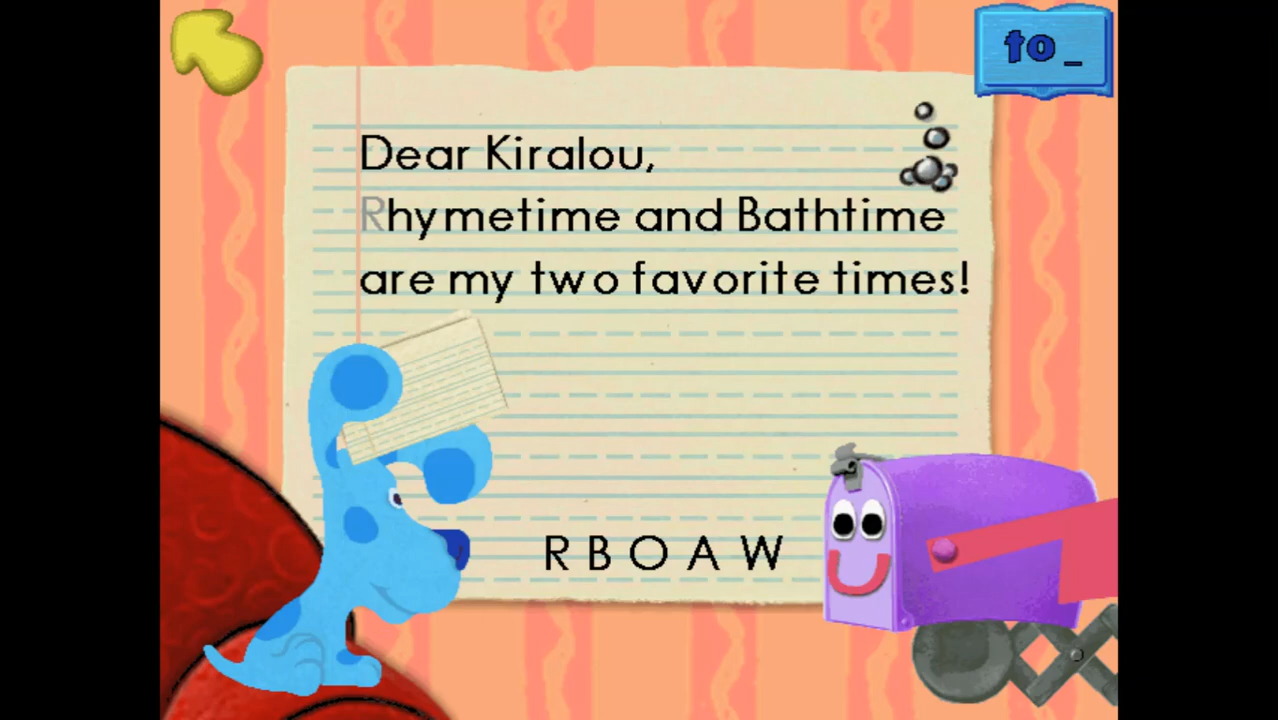 to_
Dear Kiralou,
Rhymetime and Bathtime
are my two favorite times!
R B O A W